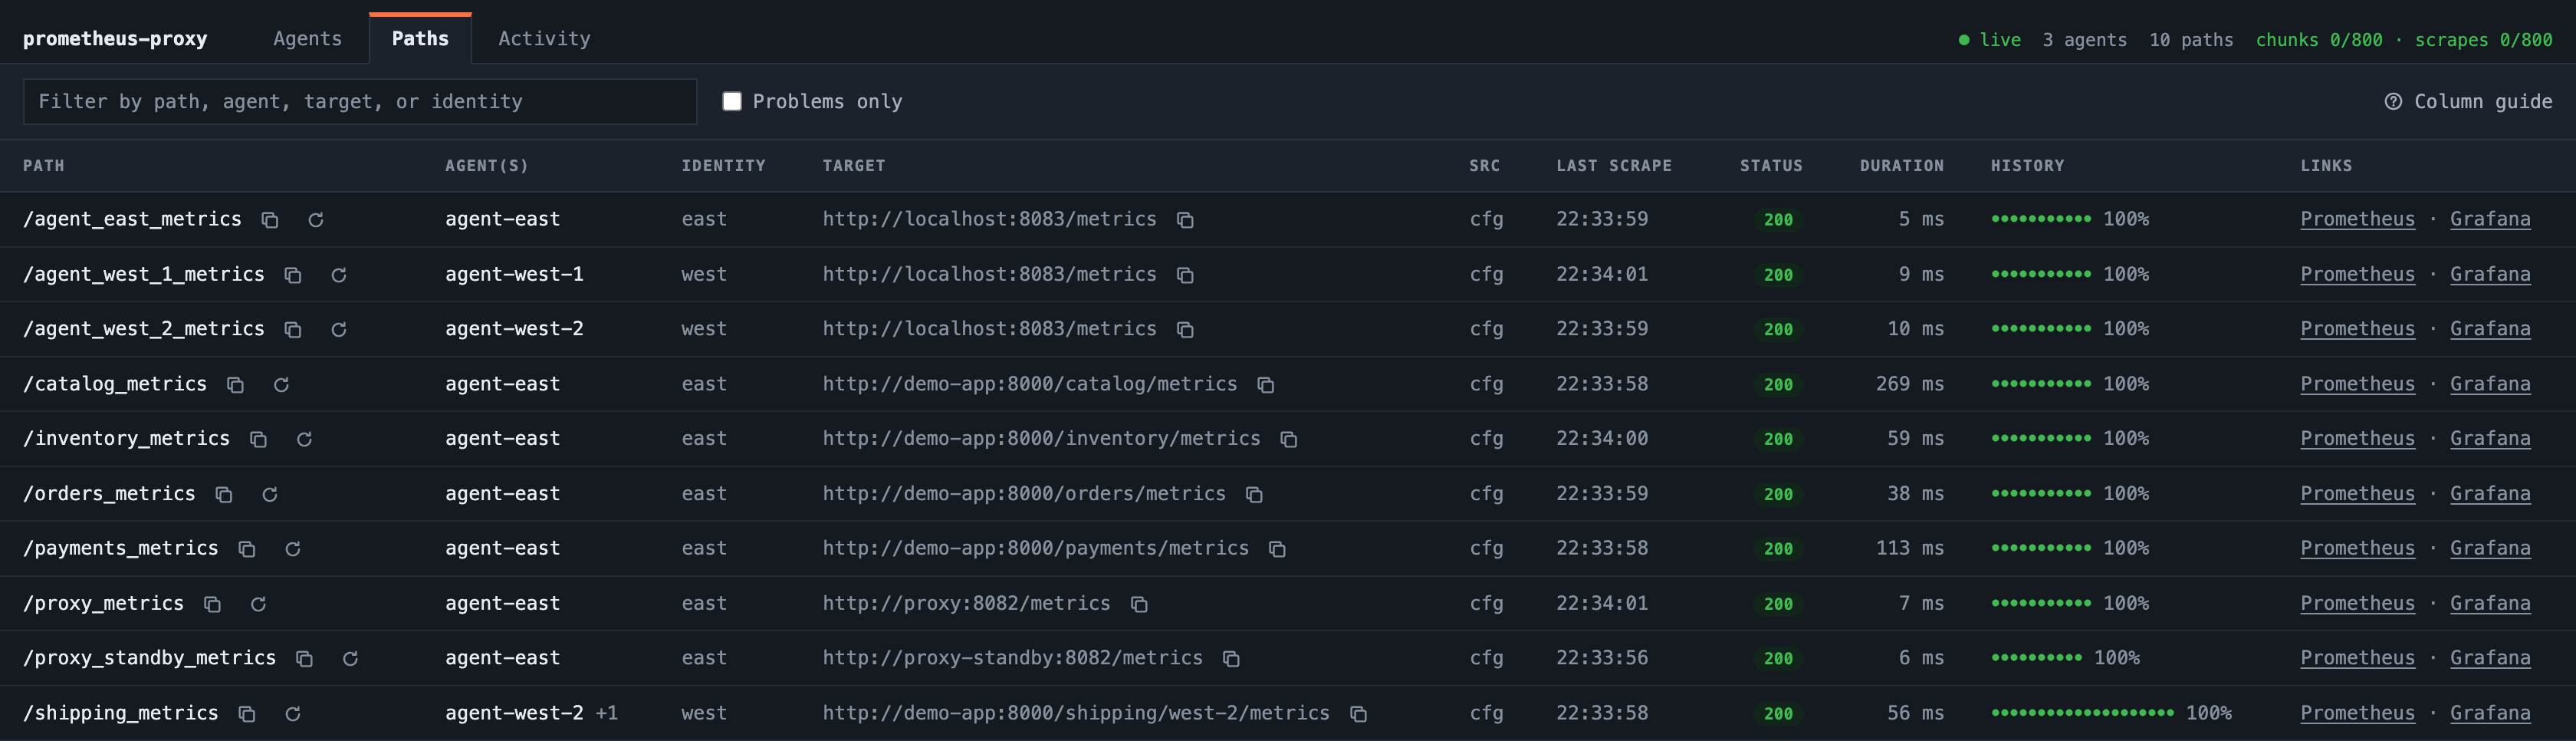 prometheus-proxy Agents Paths Activity live 3 agents 10 paths chunks 0/800 · scrapes 0/800
Filter by path, agent, target, or identity Problems only Column guide
PATH AGENT(S) IDENTITY TARGET SRC LAST SCRAPE STATUS DURATION HISTORY LINKS
/agent_east_metrics agent-east east http://localhost:8083/metrics cfg 22:33:59 200 5 ms 100% Prometheus · Grafana
/agent_west_1_metrics agent-west-1 west http://localhost:8083/metrics cfg 22:34:01 200 9 ms 100% Prometheus · Grafana
/agent_west_2_metrics agent-west-2 west http://localhost:8083/metrics cfg 22:33:59 200 10 ms 100% Prometheus · Grafana
/catalog_metrics agent-east east http://demo-app:8000/catalog/metrics cfg 22:33:58 200 269 ms 100% Prometheus · Grafana
/inventory_metrics agent-east east http://demo-app:8000/inventory/metrics cfg 22:34:00 200 59 ms 100% Prometheus · Grafana
/orders_metrics agent-east east http://demo-app:8000/orders/metrics cfg 22:33:59 200 38 ms 100% Prometheus · Grafana
/payments_metrics agent-east east http://demo-app:8000/payments/metrics cfg 22:33:58 200 113 ms 100% Prometheus · Grafana
/proxy_metrics agent-east east http://proxy:8082/metrics cfg 22:34:01 200 7 ms 100% Prometheus · Grafana
/proxy_standby_metrics agent-east east http://proxy-standby:8082/metrics cfg 22:33:56 200 6 ms 100% Prometheus · Grafana
/shipping_metrics agent-west-2 +1 west http://demo-app:8000/shipping/west-2/metrics cfg 22:33:58 200 56 ms 100% Prometheus · Grafana